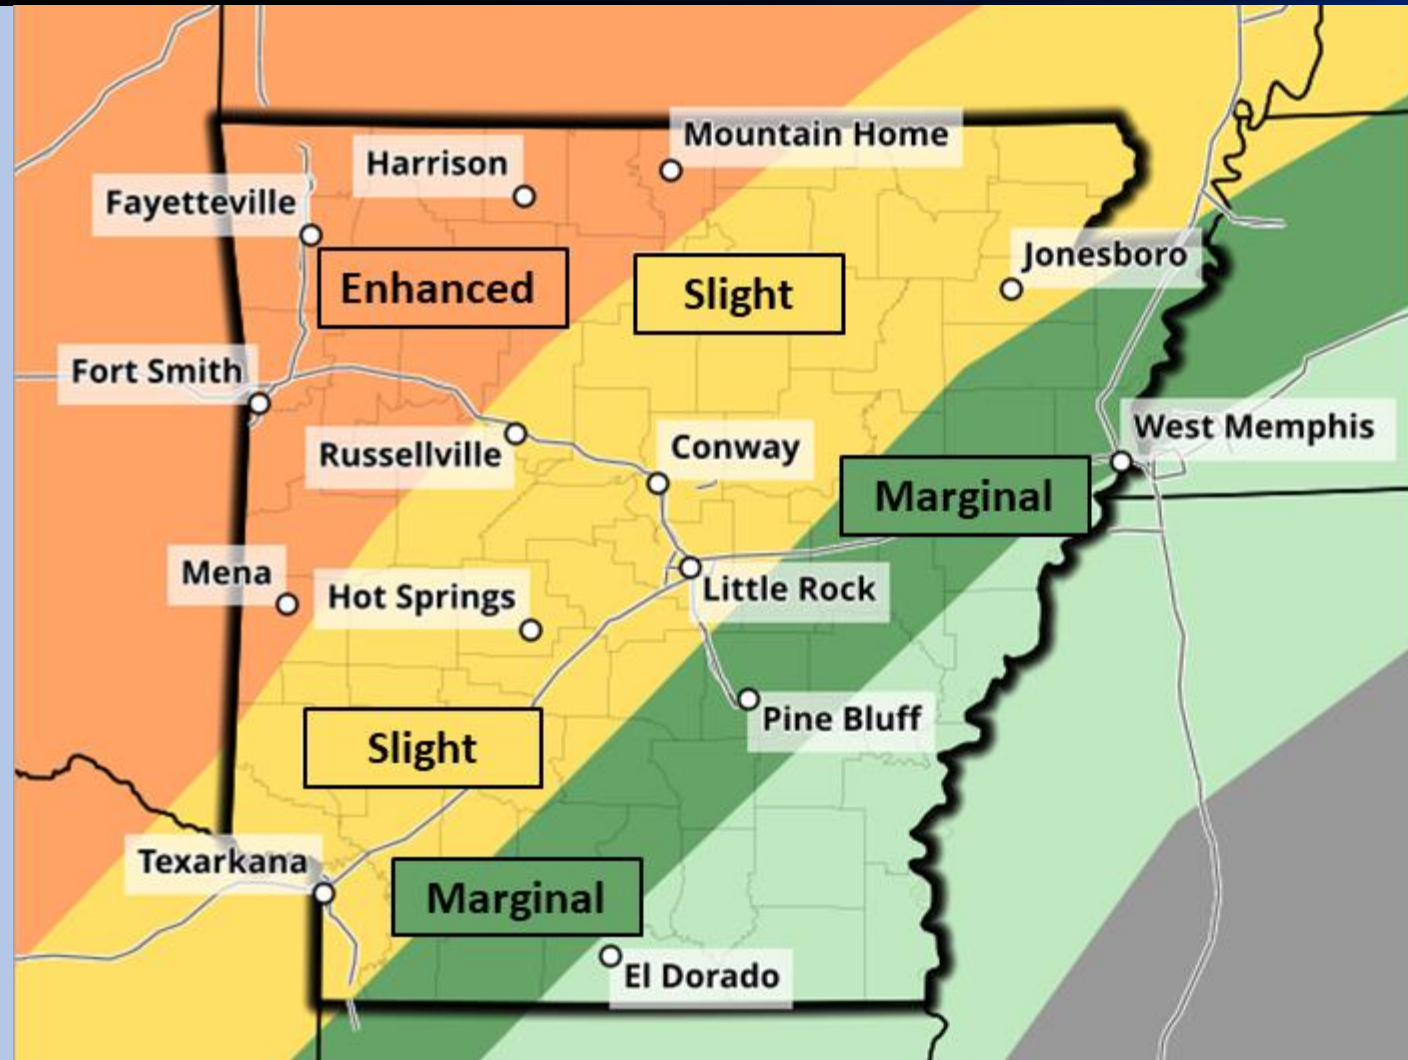 Mountain Home
Harrison
Fayetteville
Jonesboro
Enhanced
Slight
Fort Smith
West Memphis
Russellville
Conway
Marginal
Mena
Hot Springs
Little Rock
Pine Bluff
Slight
Texarkana
Marginal
El Dorado